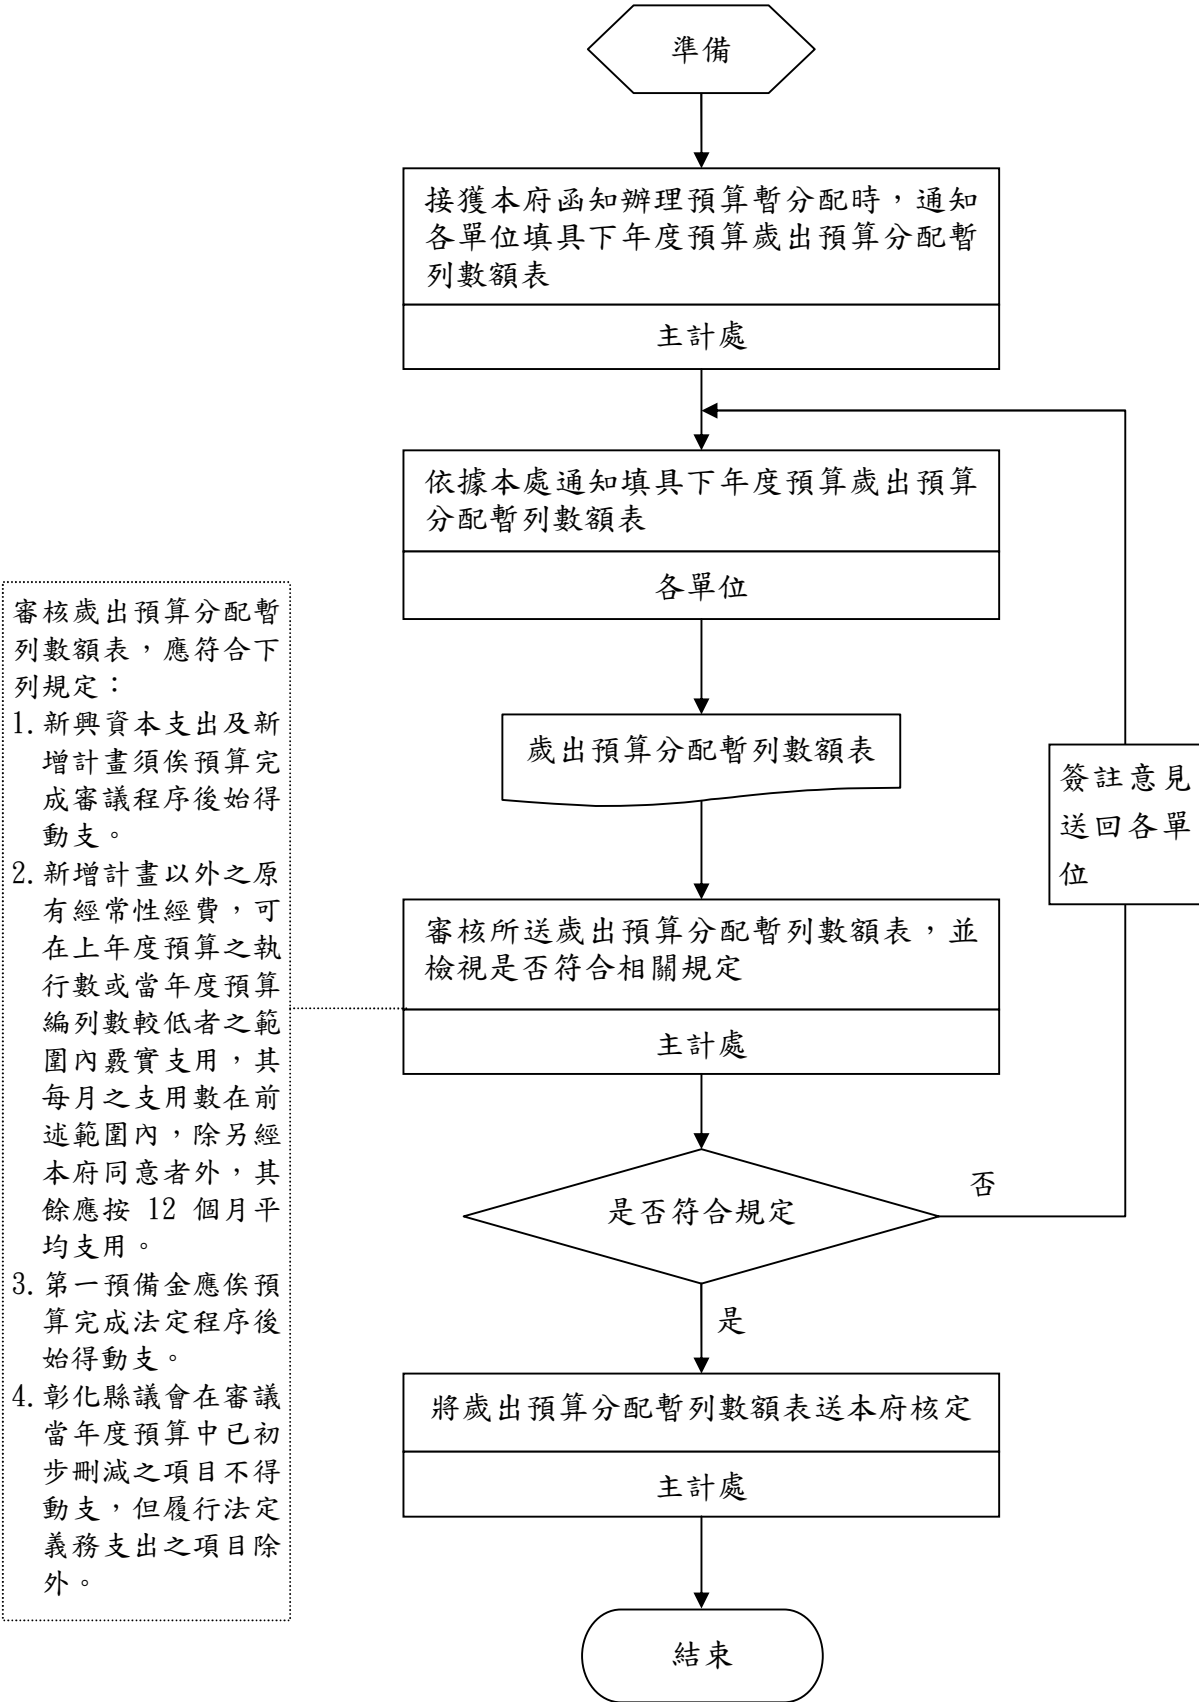 準備
接獲本府函知辦理預算暫分配時，通知
各單位填具下年度預算歲出預算分配暫
列數額表
主計處
依據本處通知填具下年度預算歲出預算
分配暫列數額表
各單位
歲出預算分配暫列數額表
簽註意見
送回各單
位
審核所送歲出預算分配暫列數額表，並
檢視是否符合相關規定
主計處
是否符合規定
否
是
將歲出預算分配暫列數額表送本府核定
主計處
結束
審核歲出預算分配暫
列數額表，應符合下
列規定：
1. 新興資本支出及新
增計畫須俟預算完
成審議程序後始得
動支。
2. 新增計畫以外之原
有經常性經費，可
在上年度預算之執
行數或當年度預算
編列數較低者之範
圍內覈實支用，其
每月之支用數在前
述範圍內，除另經
本府同意者外，其
餘應按 12 個月平
均支用。
3. 第一預備金應俟預
算完成法定程序後
始得動支。
4. 彰化縣議會在審議
當年度預算中已初
步刪減之項目不得
動支，但履行法定
義務支出之項目除
外。